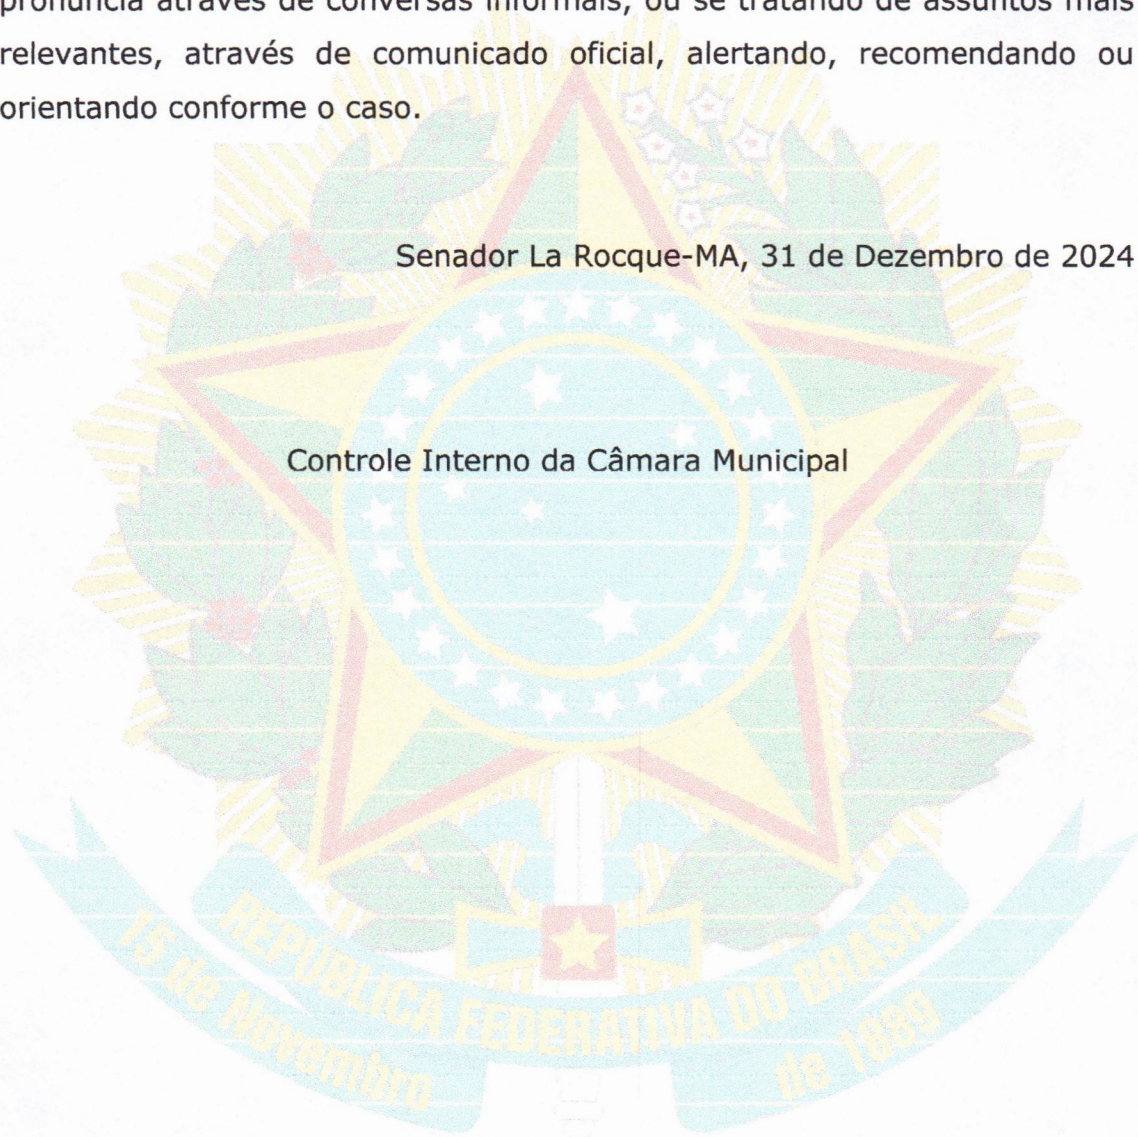 pronuncia através de conversas informais, ou se tratando de assuntos mais
relevantes, através de comunicado oficial, alertando, recomendando ou
orientando conforme o caso.
Senador La Rocque-MA, 31 de Dezembro de 2024
Controle Interno da Câmara Municipal
REPUBLICA FEDERATIVA DO BRASIL
15 de Novembro
de 1889